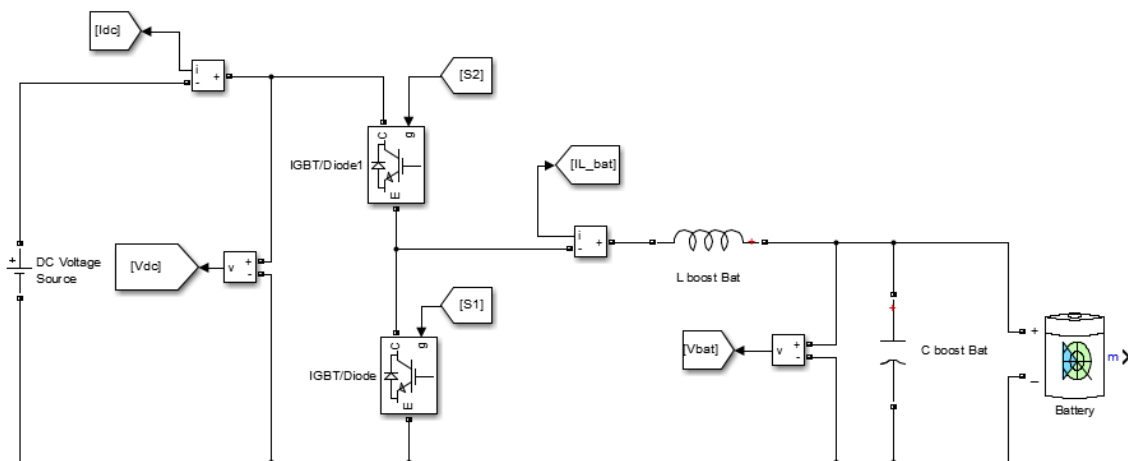 [Idc]
i
-
+
[S2]
C
g
E
IGBT/Diode1
[IL_bat]
i
-
+
L boost Bat
+
DC Voltage
Source
[Vdc]
v
+
-
[S1]
C
g
E
IGBT/Diode
[Vbat]
v
+
-
+
C boost Bat
+
m
-
Battery